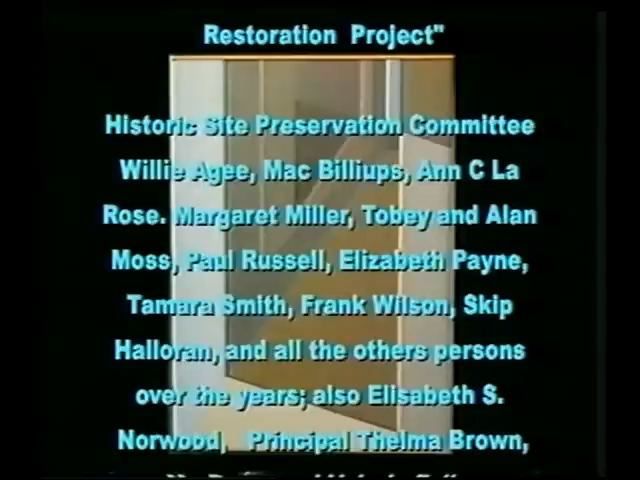 Restoration Project"
Historic Site Preservation Committee
Willie Agee, Mac Billiups, Ann C La
Rose. Margaret Miller, Tobey and Alan
Moss, Paul Russell, Elizabeth Payne,
Tamara Smith, Frank Wilson, Skip
Halloran, and all the others persons
over the years; also Elisabeth S.
Norwood, Principal Thelma Brown,